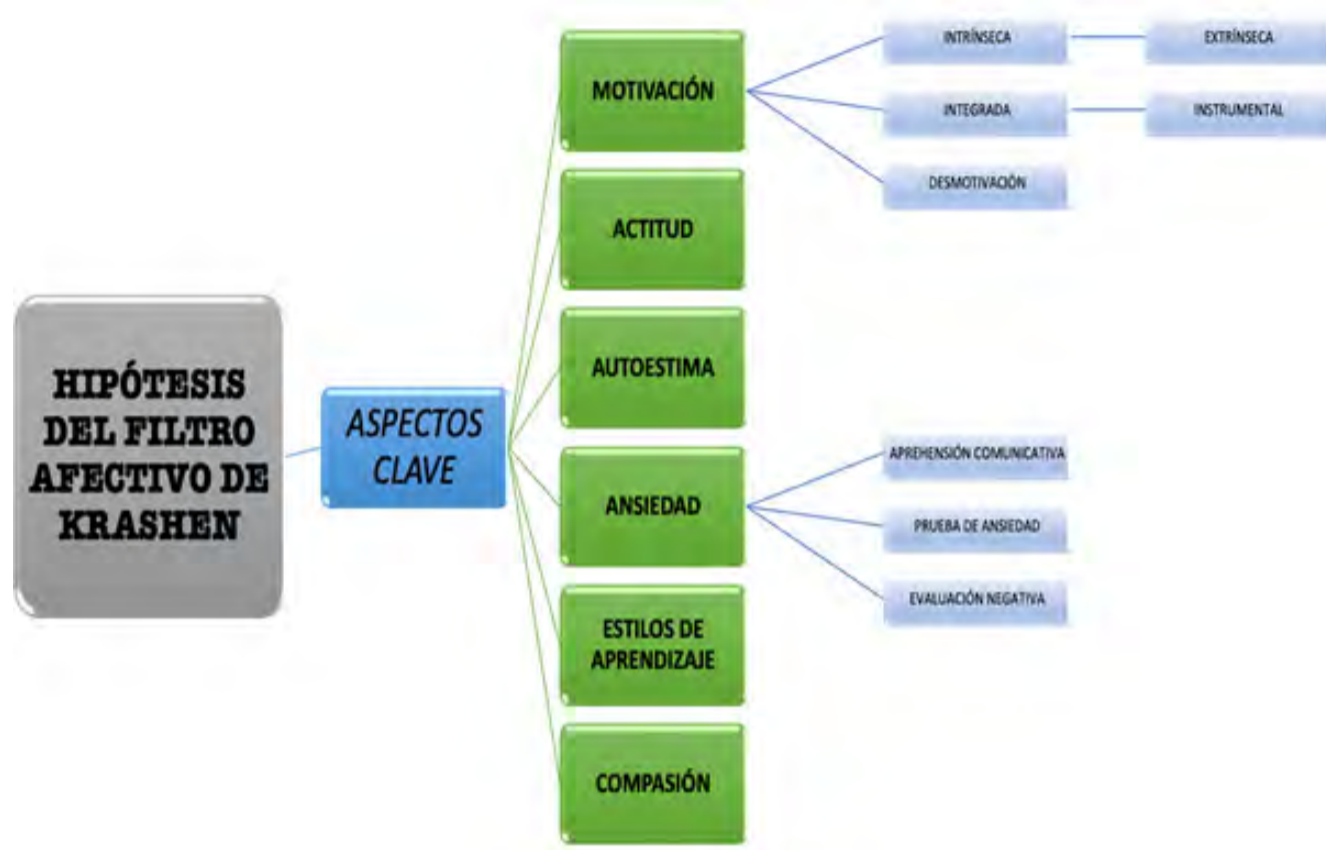 HIPÓTESIS
DEL FILTRO
AFECTIVO DE
KRASHEN
ASPECTOS
CLAVE
MOTIVACIÓN
INTRÍNSECA
EXTRÍNSECA
INTEGRADA
INSTRUMENTAL
DESMOTIVACIÓN
ACTITUD
AUTOESTIMA
ANSIEDAD
APREHENSIÓN COMUNICATIVA
PRUEBA DE ANSIEDAD
EVALUACIÓN NEGATIVA
ESTILOS DE
APRENDIZAJE
COMPASIÓN